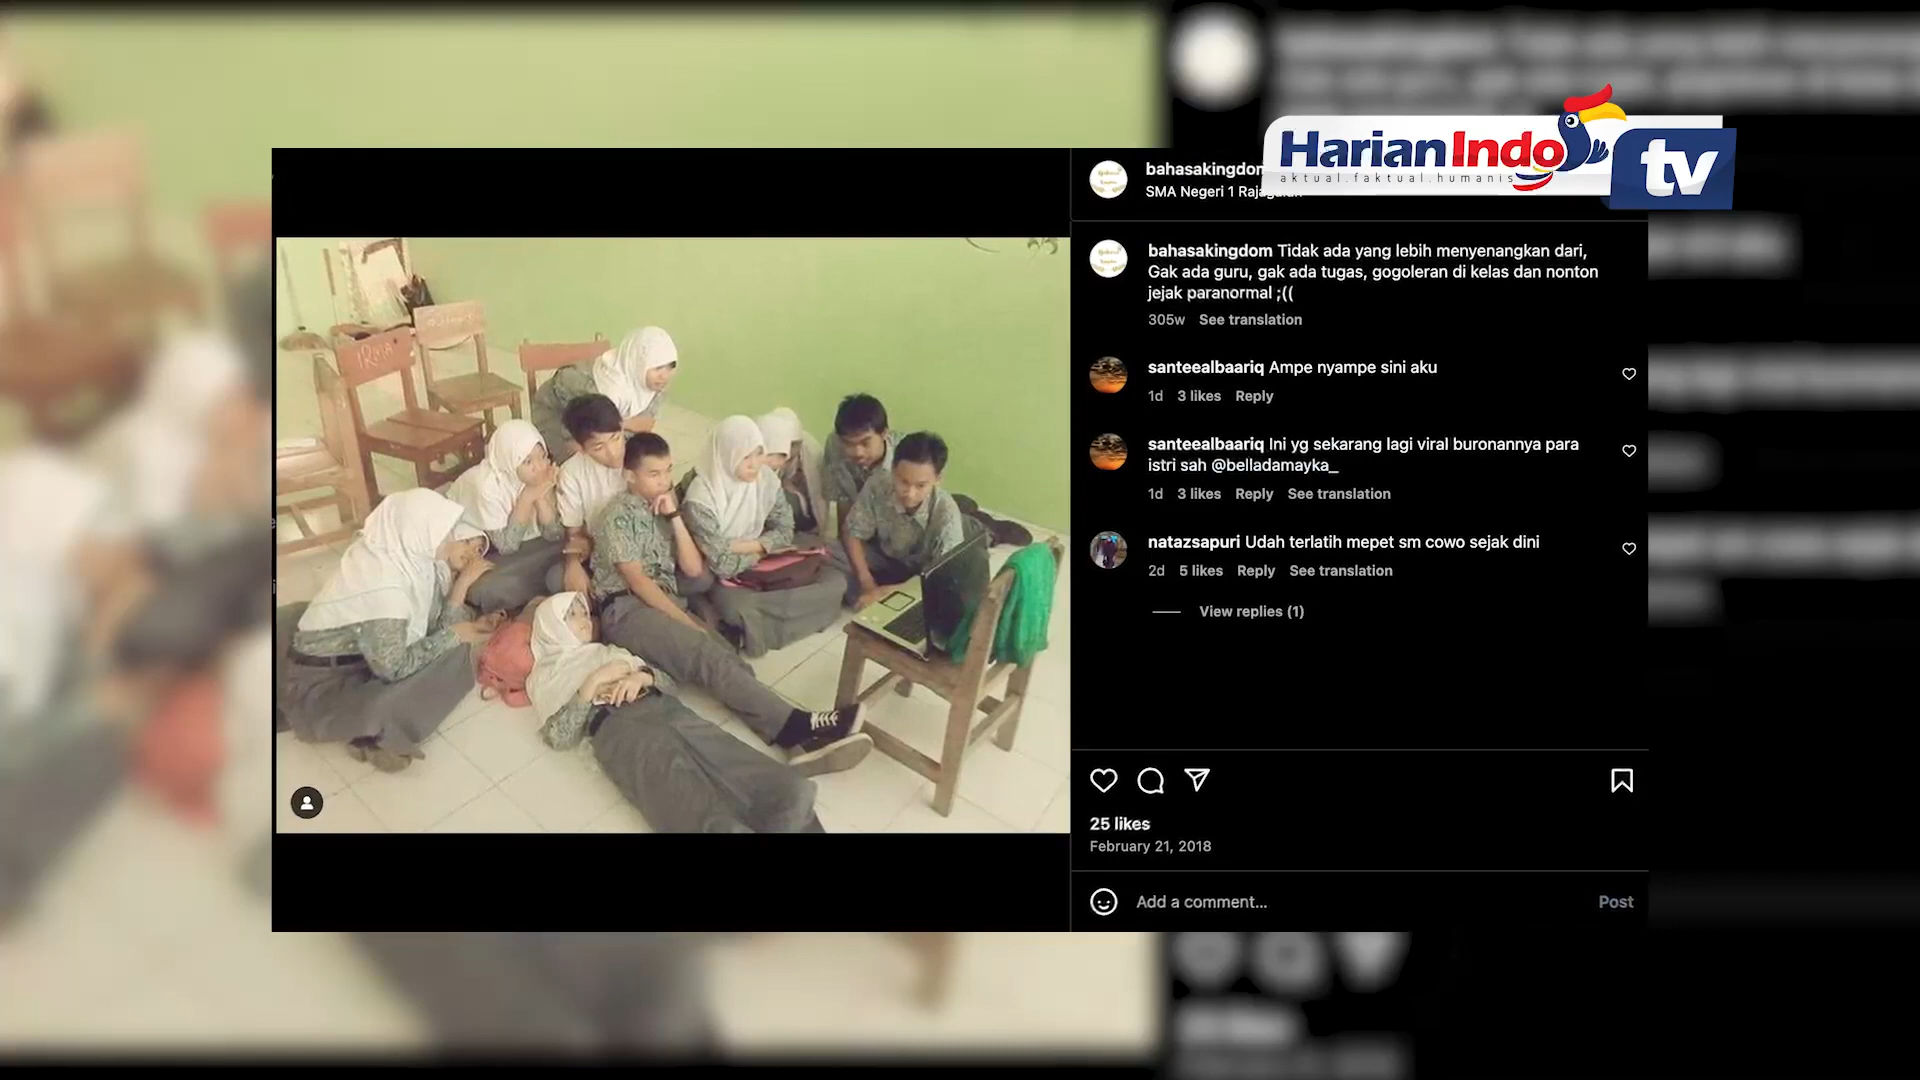 HarianIndo tv
aktual.faktual.humanis
bahasakingdom
SMA Negeri 1 Rajagaluh
bahasakingdom Tidak ada yang lebih menyenangkan dari,
Gak ada guru, gak ada tugas, gogoleran di kelas dan nonton
jejak paranormal ;((
305w See translation
santeealbaariq Ampe nyampe sini aku
1d 3 likes Reply
santeealbaariq Ini yg sekarang lagi viral buronannya para
istri sah @belladamayka_
1d 3 likes Reply See translation
natazsapuri Udah terlatih mepet sm cowo sejak dini
2d 5 likes Reply See translation
View replies (1)
25 likes
February 21, 2018
Add a comment... Post
IRMA